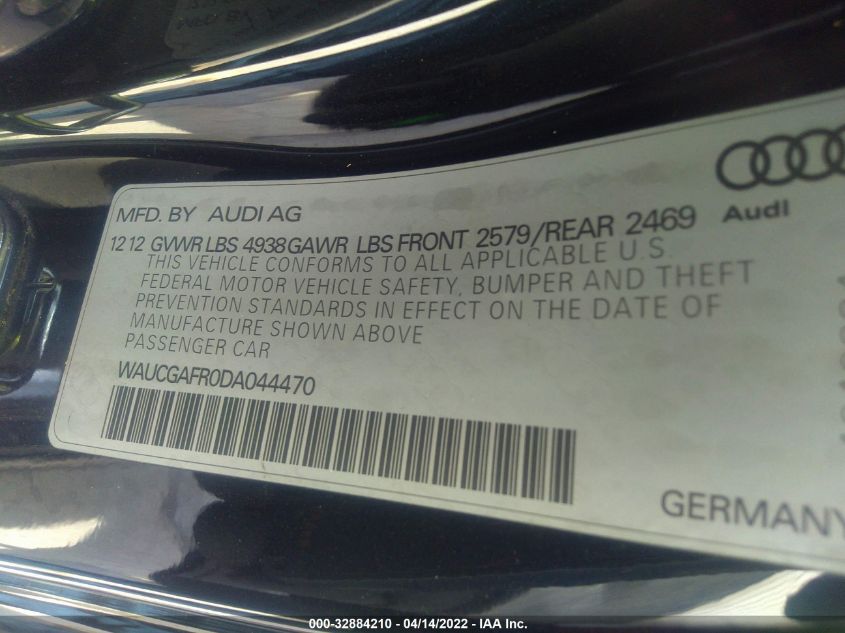 MFD. BY AUDI AG
Audi
12 12 GVWR LBS 4938 GAWR LBS FRONT 2579/REAR 2469
THIS VEHICLE CONFORMS TO ALL APPLICABLE U.S.
FEDERAL MOTOR VEHICLE SAFETY, BUMPER AND THEFT
PREVENTION STANDARDS IN EFFECT ON THE DATE OF
MANUFACTURE SHOWN ABOVE
PASSENGER CAR
WAUCGAFR0DA044470
GERMANY
000-32884210 - 04/14/2022 - IAA Inc.